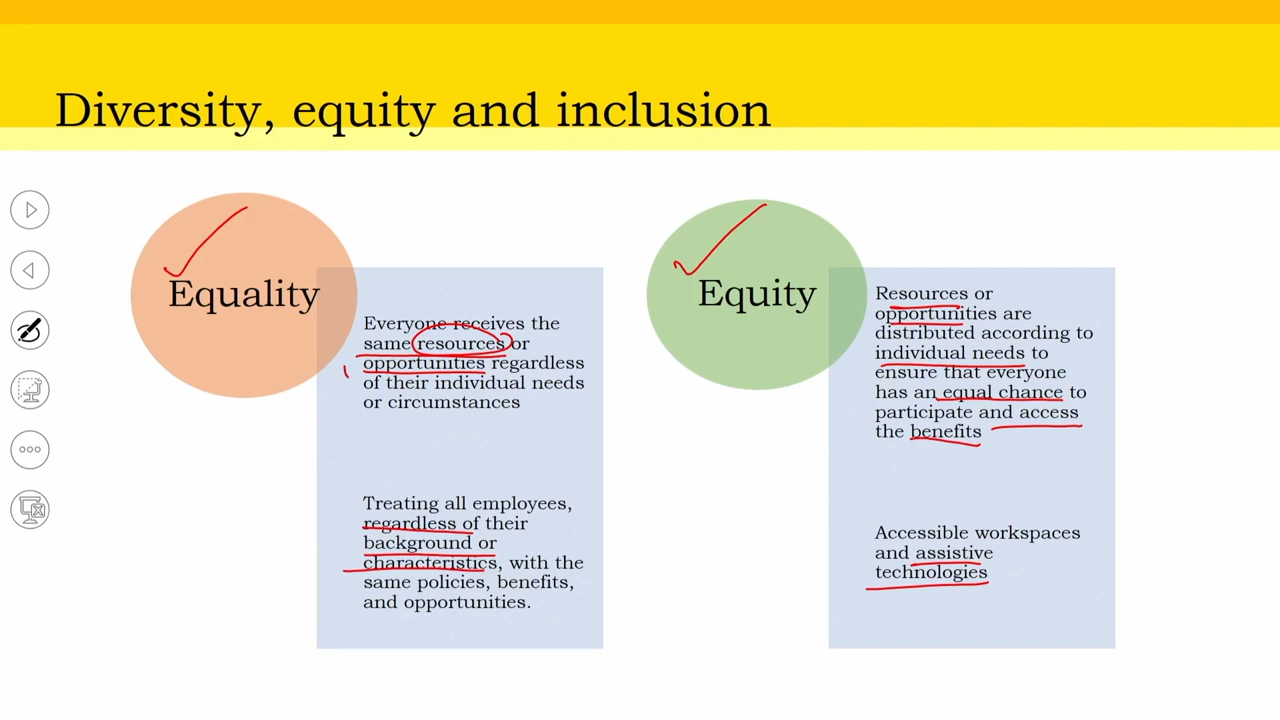 Diversity, equity and inclusion
Equality
Everyone receives the
same resources or
opportunities regardless
of their individual needs
or circumstances
Treating all employees,
regardless of their
background or
characteristics, with the
same policies, benefits,
and opportunities.
Equity
Resources or
opportunities are
distributed according to
individual needs to
ensure that everyone
has an equal chance to
participate and access
the benefits
Accessible workspaces
and assistive
technologies